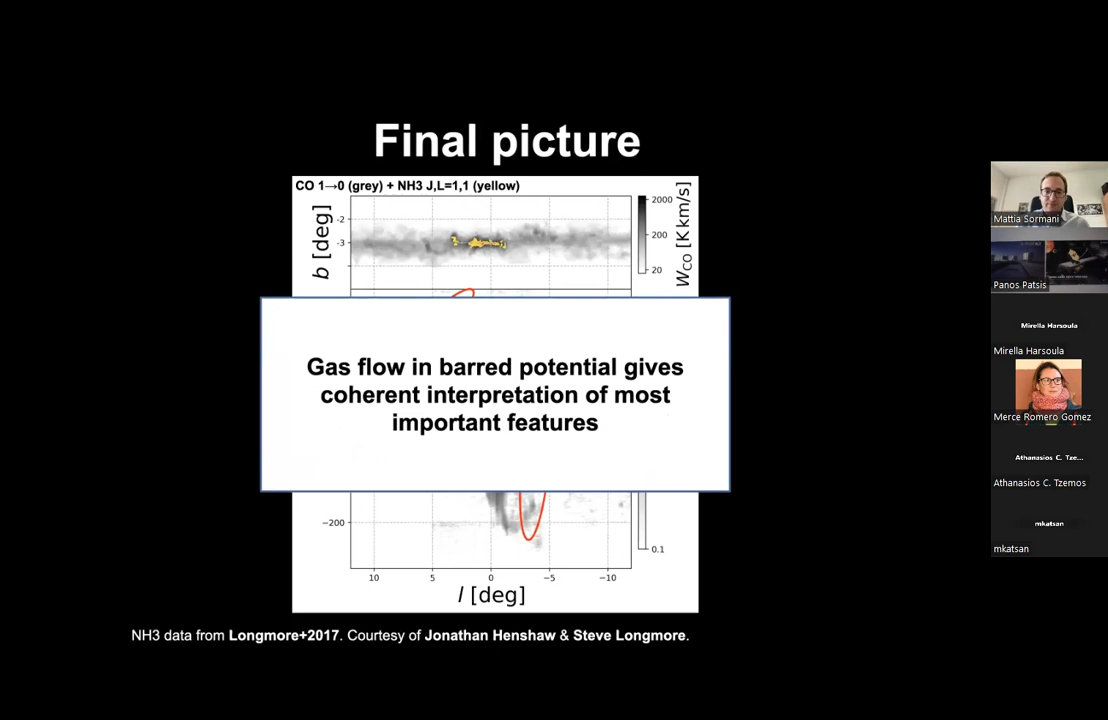 Final picture
CO 1→0 (grey) + NH3 J,L=1,1 (yellow)
b [deg]
-2
-3
2000
200
20
W_CO [K km/s]
Gas flow in barred potential gives
coherent interpretation of most
important features
−200
0.1
10
5
0
−5
−10
l [deg]
NH3 data from Longmore+2017. Courtesy of Jonathan Henshaw & Steve Longmore.
Mattia Sormani
Panos Patsis
Mirella Harsoula
Mirella Harsoula
Merce Romero Gomez
Athanasios C. Tze...
Athanasios C. Tzemos
mkatsan
mkatsan